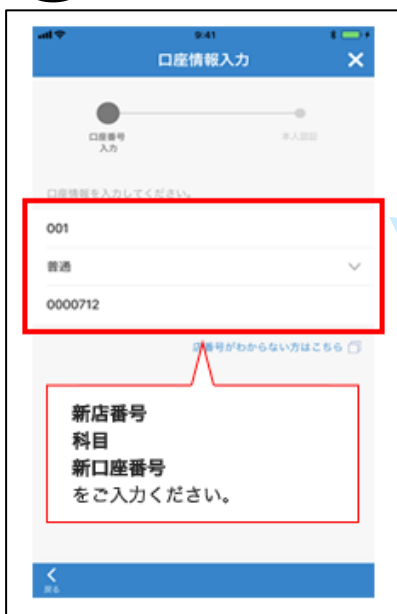 9:41
口座情報入力
口座番号
入力
本人認証
口座情報を入力してください。
001
普通
0000712
店番号がわからない方はこちら
新店番号
科目
新口座番号
をご入力ください。
戻る